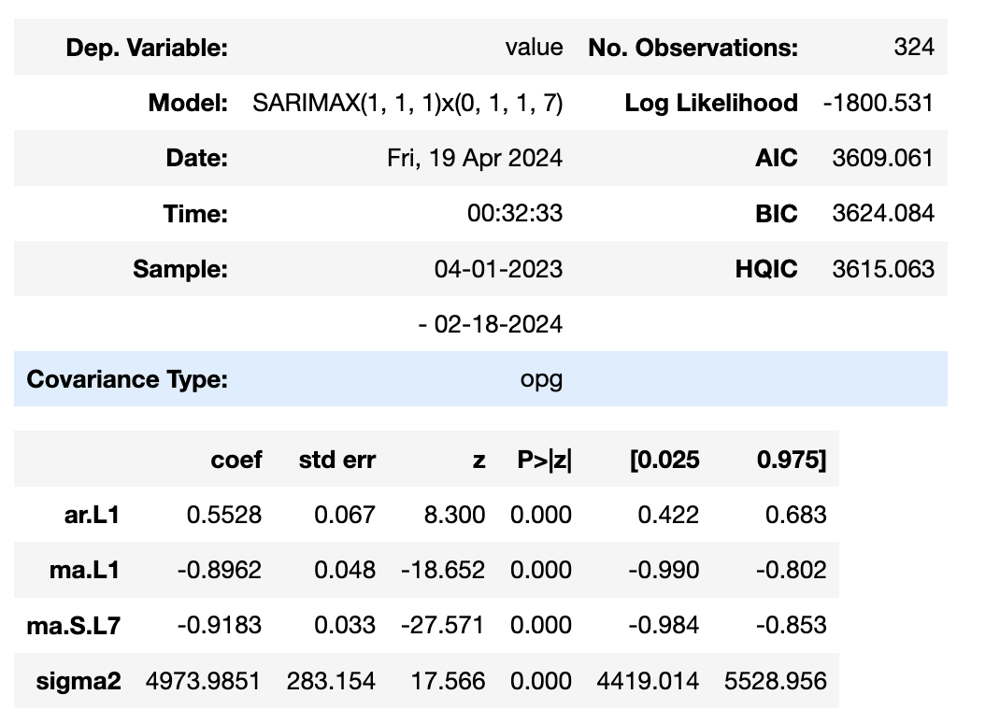 Dep. Variable: value No. Observations: 324
Model: SARIMAX(1, 1, 1)x(0, 1, 1, 7) Log Likelihood -1800.531
Date: Fri, 19 Apr 2024 AIC 3609.061
Time: 00:32:33 BIC 3624.084
Sample: 04-01-2023 HQIC 3615.063
- 02-18-2024
Covariance Type: opg
coef std err z P>|z| [0.025 0.975]
ar.L1 0.5528 0.067 8.300 0.000 0.422 0.683
ma.L1 -0.8962 0.048 -18.652 0.000 -0.990 -0.802
ma.S.L7 -0.9183 0.033 -27.571 0.000 -0.984 -0.853
sigma2 4973.9851 283.154 17.566 0.000 4419.014 5528.956